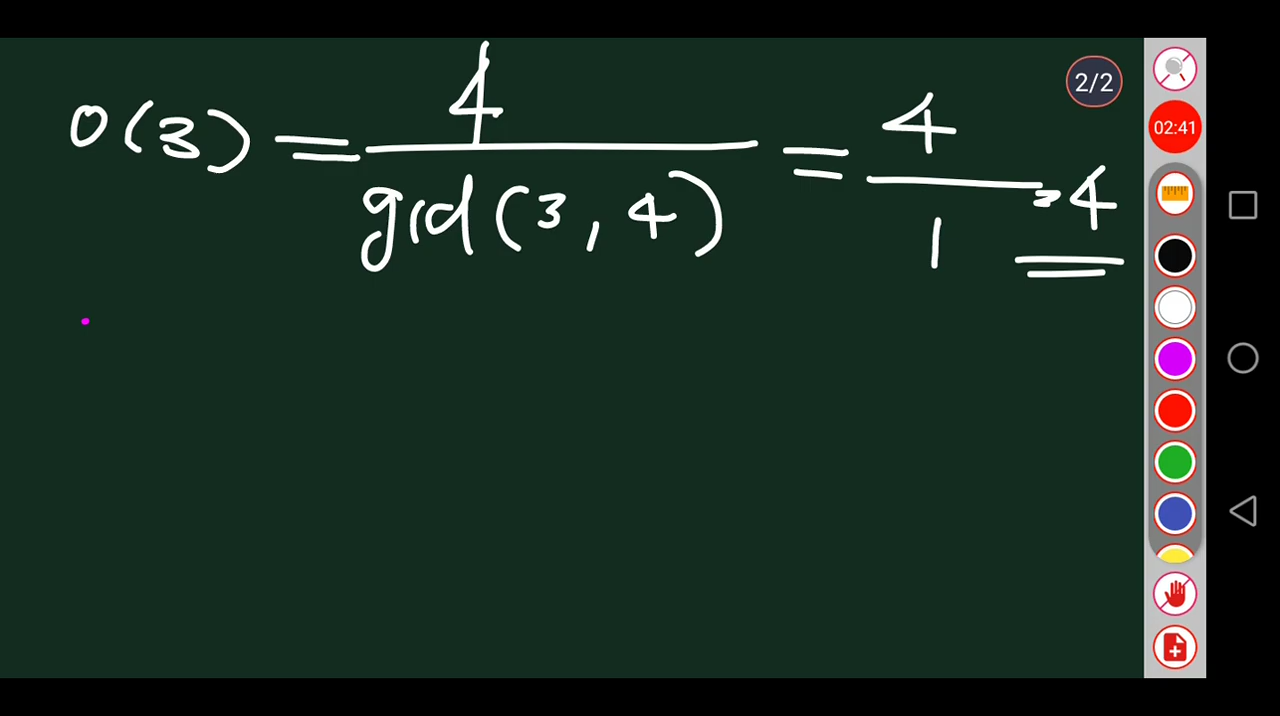 2/2
o(3) = 4/gcd(3,4) = 4/1 = 4
02:41